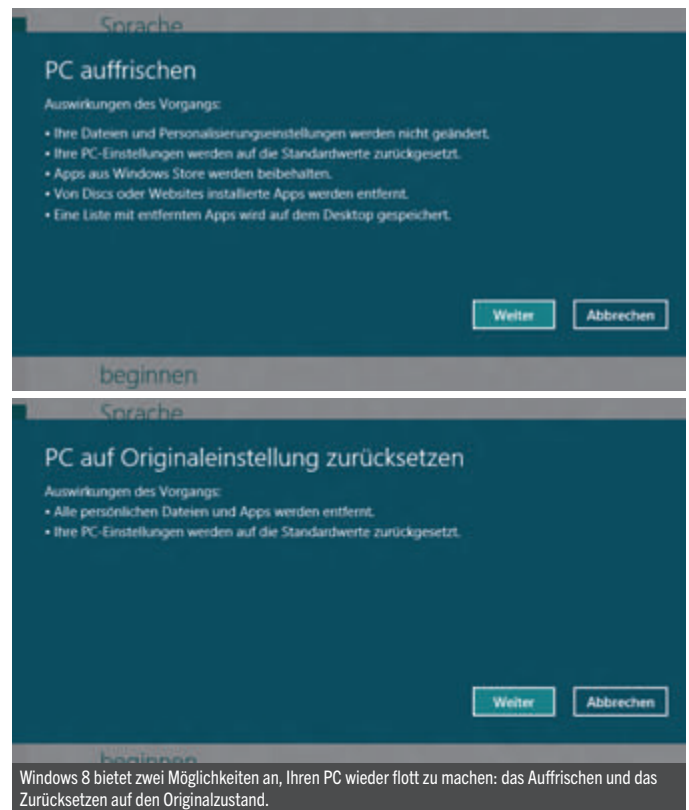 Sprache
PC auffrischen
Auswirkungen des Vorgangs:
• Ihre Dateien und Personalisierungseinstellungen werden nicht geändert.
• Ihre PC-Einstellungen werden auf die Standardwerte zurückgesetzt.
• Apps aus Windows Store werden beibehalten.
• Von Discs oder Websites installierte Apps werden entfernt.
• Eine Liste mit entfernten Apps wird auf dem Desktop gespeichert.
Weiter Abbrechen
beginnen
Sprache
PC auf Originaleinstellung zurücksetzen
Auswirkungen des Vorgangs:
• Alle persönlichen Dateien und Apps werden entfernt.
• Ihre PC-Einstellungen werden auf die Standardwerte zurückgesetzt.
Weiter Abbrechen
beginnen
Windows 8 bietet zwei Möglichkeiten an, Ihren PC wieder flott zu machen: das Auffrischen und das
Zurücksetzen auf den Originalzustand.